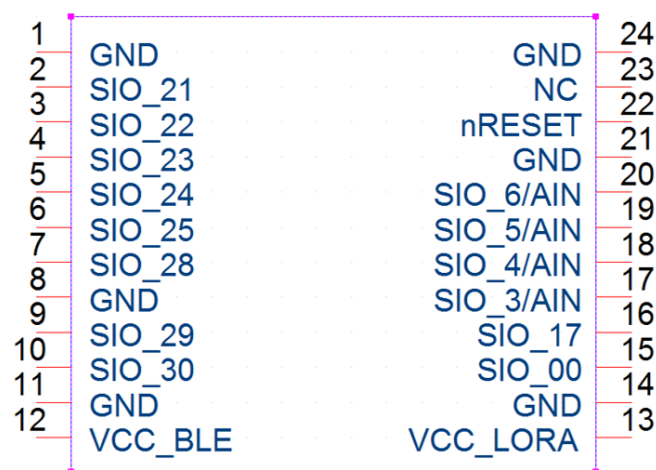 1 GND GND 24
2 SIO_21 NC 23
3 SIO_22 nRESET 22
4 SIO_23 GND 21
5 SIO_24 SIO_6/AIN 20
6 SIO_25 SIO_5/AIN 19
7 SIO_28 SIO_4/AIN 18
8 GND SIO_3/AIN 17
9 SIO_29 SIO_17 16
10 SIO_30 SIO_00 15
11 GND GND 14
12 VCC_BLE VCC_LORA 13